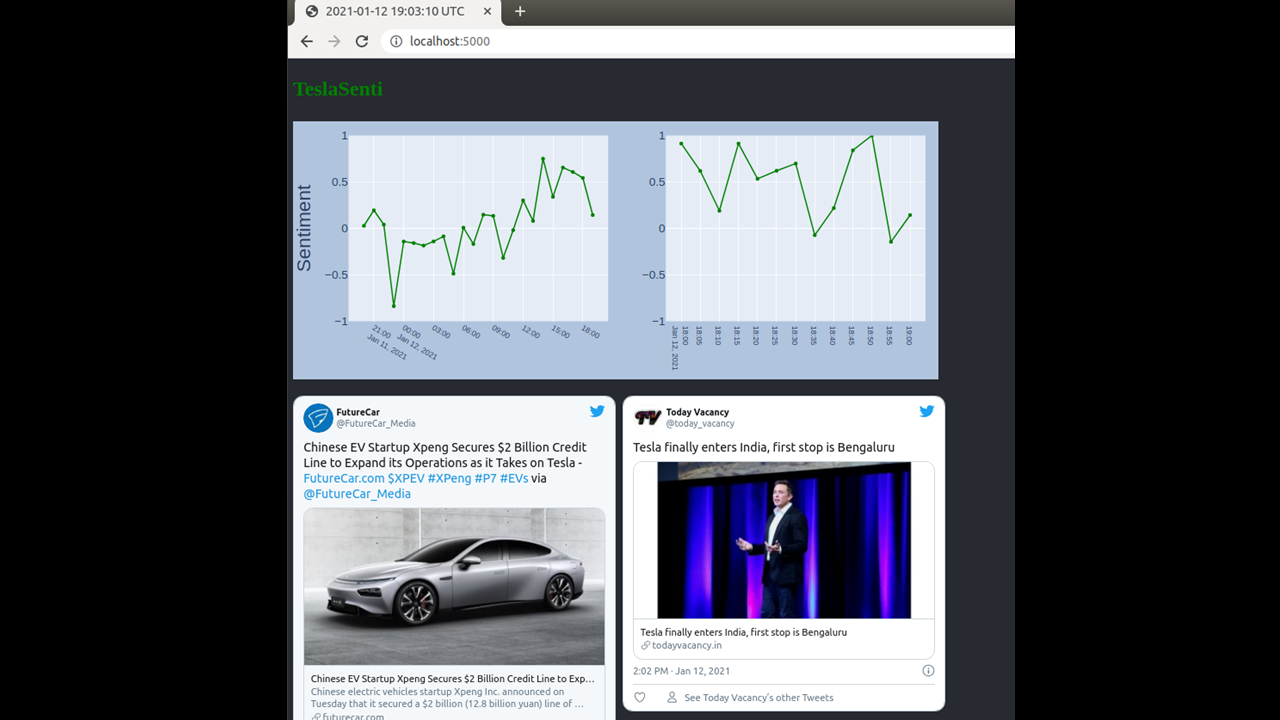 2021-01-12 19:03:10 UTC
localhost:5000
TeslaSenti
Sentiment
1
0.5
0
−0.5
−1
21:00
Jan 11, 2021
00:00
Jan 12, 2021
03:00
06:00
09:00
12:00
15:00
18:00
1
0.5
0
−0.5
−1
18:00
Jan 12, 2021
18:05
18:10
18:15
18:20
18:25
18:30
18:35
18:40
18:45
18:50
18:55
19:00
FutureCar
@FutureCar_Media
Chinese EV Startup Xpeng Secures $2 Billion Credit
Line to Expand its Operations as it Takes on Tesla -
FutureCar.com $XPEV #XPeng #P7 #EVs via
@FutureCar_Media
Chinese EV Startup Xpeng Secures $2 Billion Credit Line to Exp...
Chinese electric vehicles startup Xpeng Inc. announced on
Tuesday that it secured a $2 billion (12.8 billion yuan) line of ...
futurecar.com
TV
Today Vacancy
@today_vacancy
Tesla finally enters India, first stop is Bengaluru
Tesla finally enters India, first stop is Bengaluru
todayvacancy.in
2:02 PM · Jan 12, 2021
See Today Vacancy's other Tweets